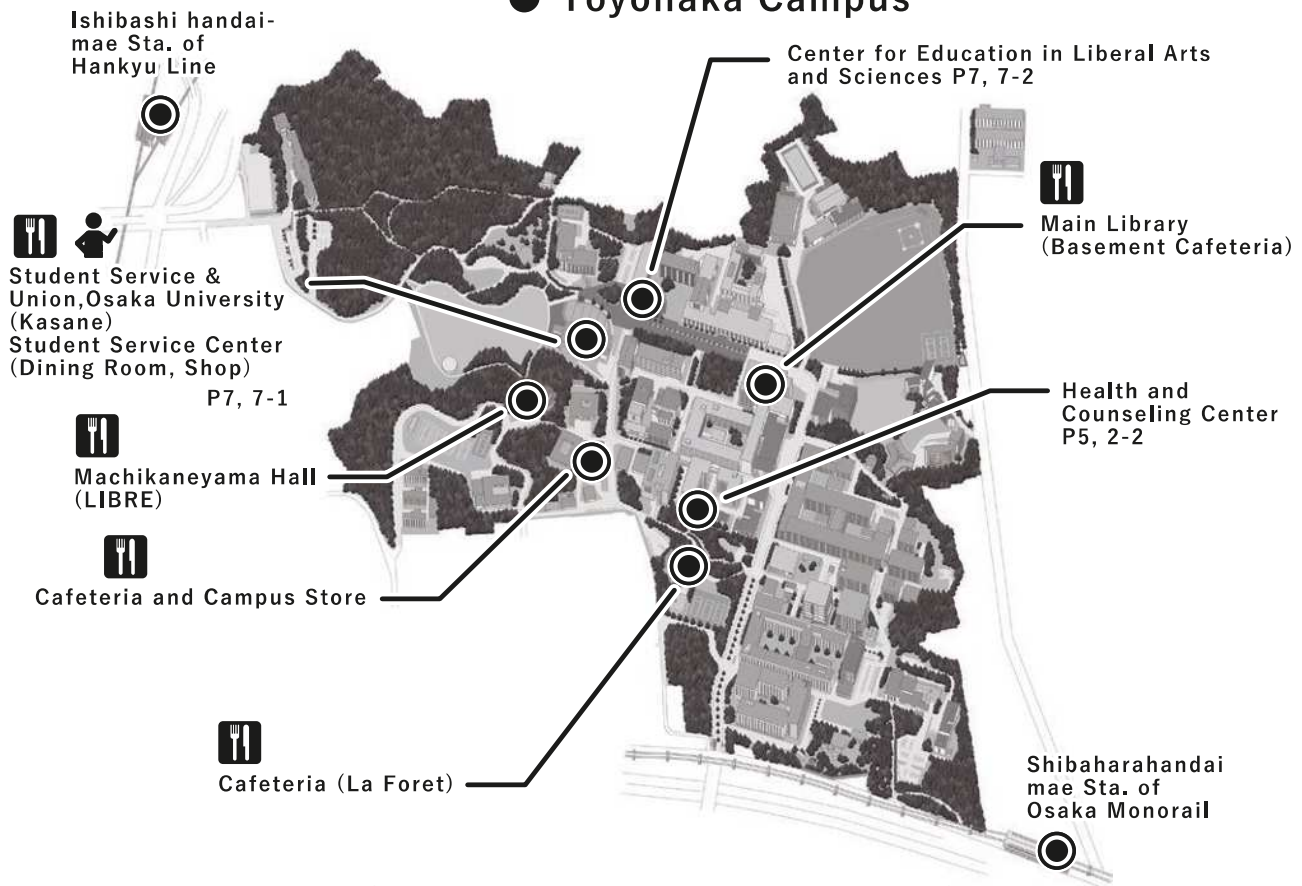 ● Toyonaka Campus
Ishibashi handai-
mae Sta. of
Hankyu Line
Center for Education in Liberal Arts
and Sciences P7, 7-2
Main Library
(Basement Cafeteria)
Student Service &
Union,Osaka University
(Kasane)
Student Service Center
(Dining Room, Shop)
P7, 7-1
Health and
Counseling Center
P5, 2-2
Machikaneyama Hall
(LIBRE)
Cafeteria and Campus Store
Cafeteria (La Foret)
Shibaharahandai
mae Sta. of
Osaka Monorail